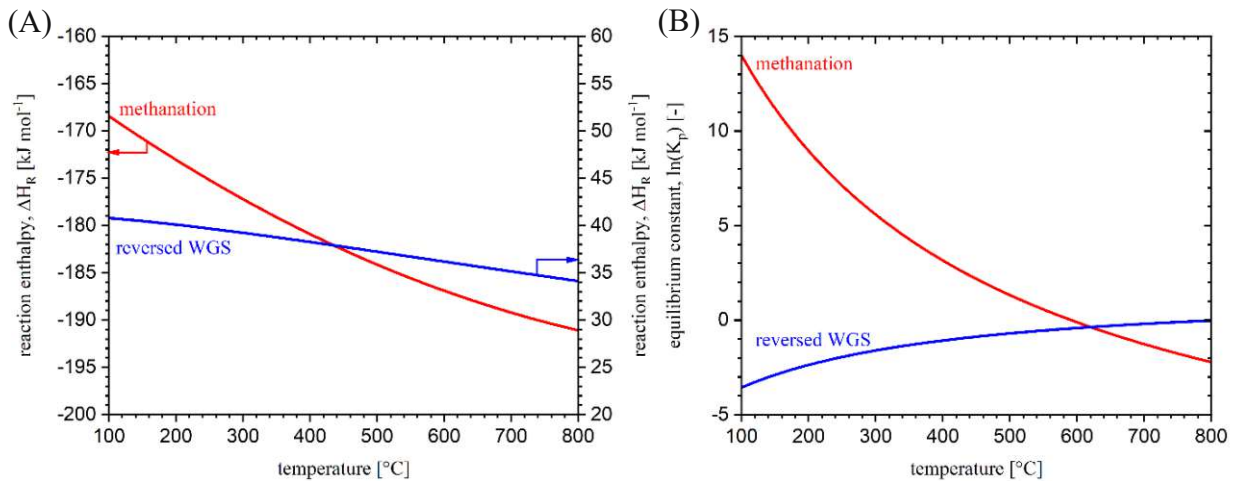 (A)
reaction enthalpy, ΔH_R [kJ mol⁻¹]
-160
-165
-170
-175
-180
-185
-190
-195
-200
methanation
reversed WGS
60
55
50
45
40
35
30
25
20
reaction enthalpy, ΔH_R [kJ mol⁻¹]
100 200 300 400 500 600 700 800
temperature [°C]
(B)
equilibrium constant, ln(K_p) [-]
15
10
5
0
-5
methanation
reversed WGS
100 200 300 400 500 600 700 800
temperature [°C]